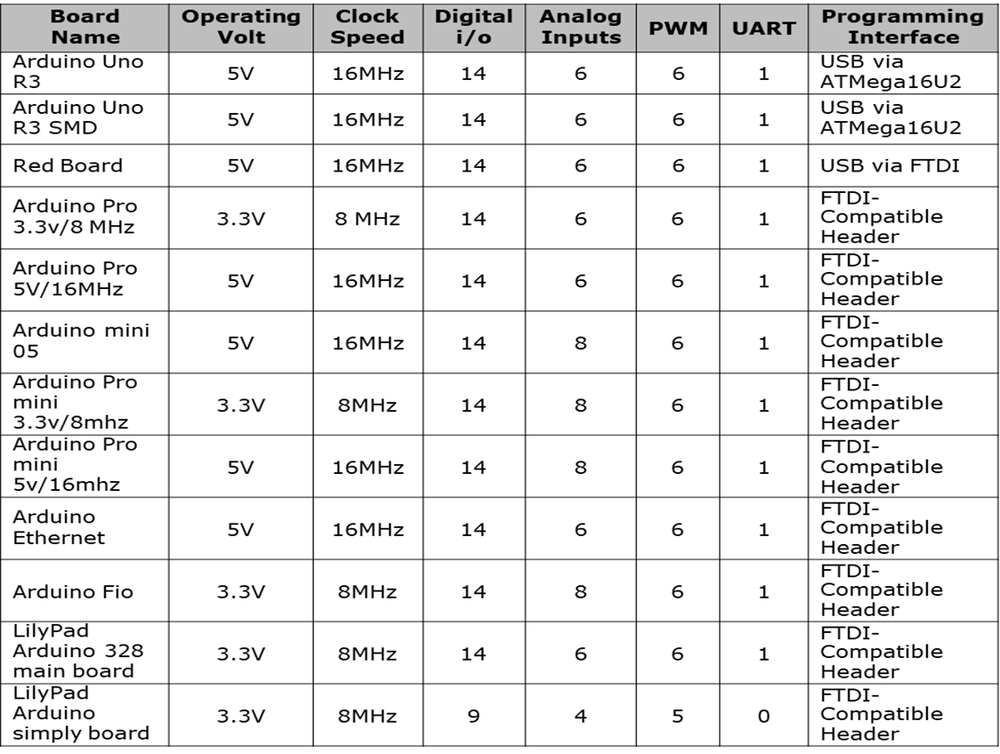 Board Name | Operating Volt | Clock Speed | Digital i/o | Analog Inputs | PWM | UART | Programming Interface
Arduino Uno R3 | 5V | 16MHz | 14 | 6 | 6 | 1 | USB via ATMega16U2
Arduino Uno R3 SMD | 5V | 16MHz | 14 | 6 | 6 | 1 | USB via ATMega16U2
Red Board | 5V | 16MHz | 14 | 6 | 6 | 1 | USB via FTDI
Arduino Pro 3.3v/8 MHz | 3.3V | 8 MHz | 14 | 6 | 6 | 1 | FTDI-Compatible Header
Arduino Pro 5V/16MHz | 5V | 16MHz | 14 | 6 | 6 | 1 | FTDI-Compatible Header
Arduino mini 05 | 5V | 16MHz | 14 | 8 | 6 | 1 | FTDI-Compatible Header
Arduino Pro mini 3.3v/8mhz | 3.3V | 8MHz | 14 | 8 | 6 | 1 | FTDI-Compatible Header
Arduino Pro mini 5v/16mhz | 5V | 16MHz | 14 | 8 | 6 | 1 | FTDI-Compatible Header
Arduino Ethernet | 5V | 16MHz | 14 | 6 | 6 | 1 | FTDI-Compatible Header
Arduino Fio | 3.3V | 8MHz | 14 | 8 | 6 | 1 | FTDI-Compatible Header
LilyPad Arduino 328 main board | 3.3V | 8MHz | 14 | 6 | 6 | 1 | FTDI-Compatible Header
LilyPad Arduino simply board | 3.3V | 8MHz | 9 | 4 | 5 | 0 | FTDI-Compatible Header